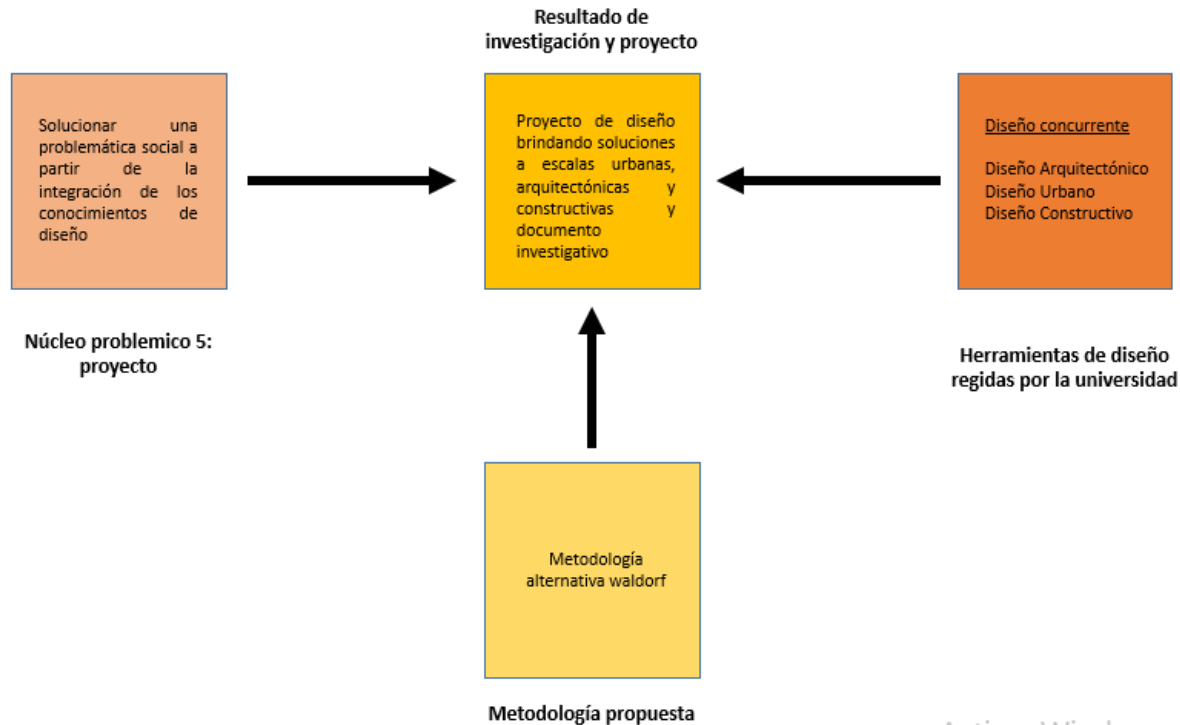 Resultado de
investigación y proyecto
Solucionar una
problemática social a
partir de la
integración de los
conocimientos de
diseño
Núcleo problemico 5:
proyecto
Proyecto de diseño
brindando soluciones
a escalas urbanas,
arquitectónicas y
constructivas y
documento
investigativo
Diseño concurrente
Diseño Arquitectónico
Diseño Urbano
Diseño Constructivo
Herramientas de diseño
regidas por la universidad
Metodología
alternativa waldorf
Metodología propuesta